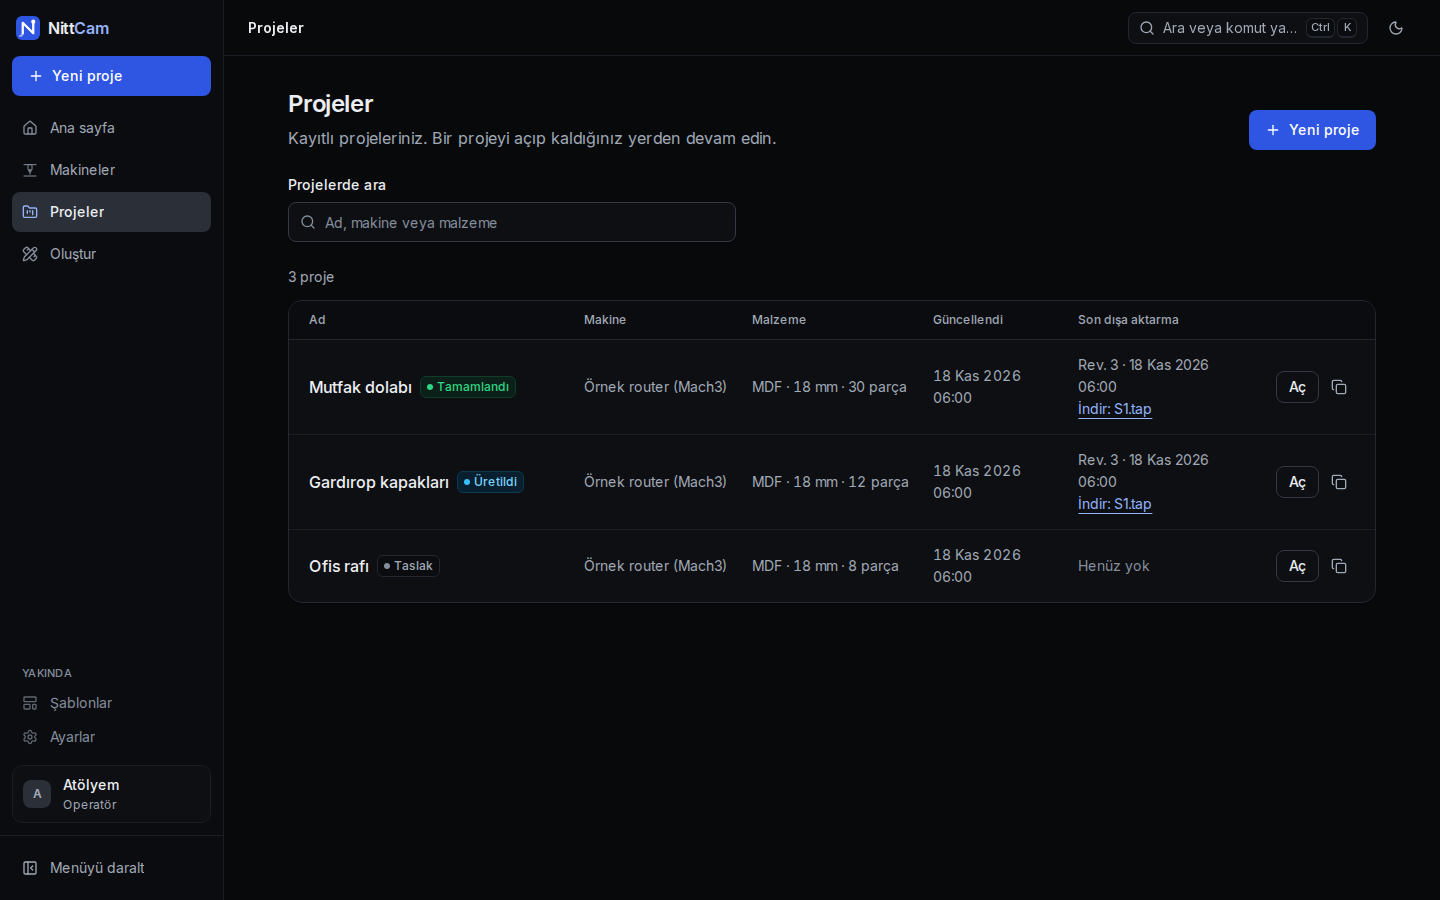 NittCam
Yeni proje
Ana sayfa
Makineler
Projeler
Oluştur
YAKINDA
Şablonlar
Ayarlar
A
Atölyem
Operatör
Menüyü daralt
Projeler
Ara veya komut ya...
Ctrl K
Projeler
Kayıtlı projeleriniz. Bir projeyi açıp kaldığınız yerden devam edin.
Yeni proje
Projelerde ara
Ad, makine veya malzeme
3 proje
Ad Makine Malzeme Güncellendi Son dışa aktarma
Mutfak dolabı Tamamlandı Örnek router (Mach3) MDF · 18 mm · 30 parça
18 Kas 2026
06:00
Rev. 3 · 18 Kas 2026
06:00
İndir: S1.tap
Aç
Gardırop kapakları Üretildi Örnek router (Mach3) MDF · 18 mm · 12 parça
18 Kas 2026
06:00
Rev. 3 · 18 Kas 2026
06:00
İndir: S1.tap
Aç
Ofis rafı Taslak Örnek router (Mach3) MDF · 18 mm · 8 parça
18 Kas 2026
06:00
Henüz yok
Aç